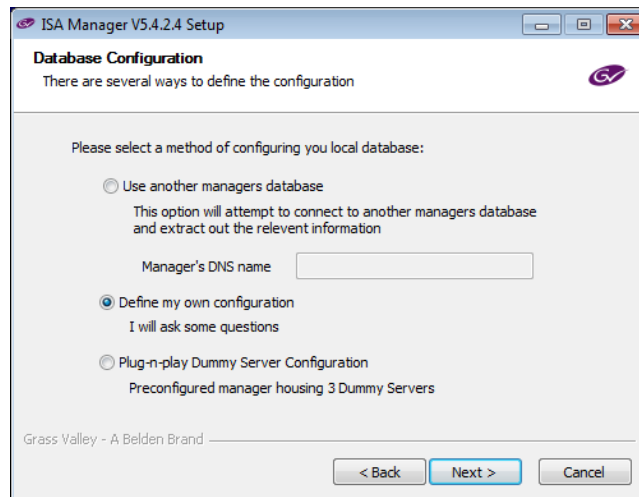 ISA Manager V5.4.2.4 Setup
Database Configuration
There are several ways to define the configuration
GV
Please select a method of configuring you local database:
Use another managers database
This option will attempt to connect to another managers database
and extract out the relevent information
Manager's DNS name
Define my own configuration
I will ask some questions
Plug-n-play Dummy Server Configuration
Preconfigured manager housing 3 Dummy Servers
Grass Valley - A Belden Brand
< Back Next > Cancel